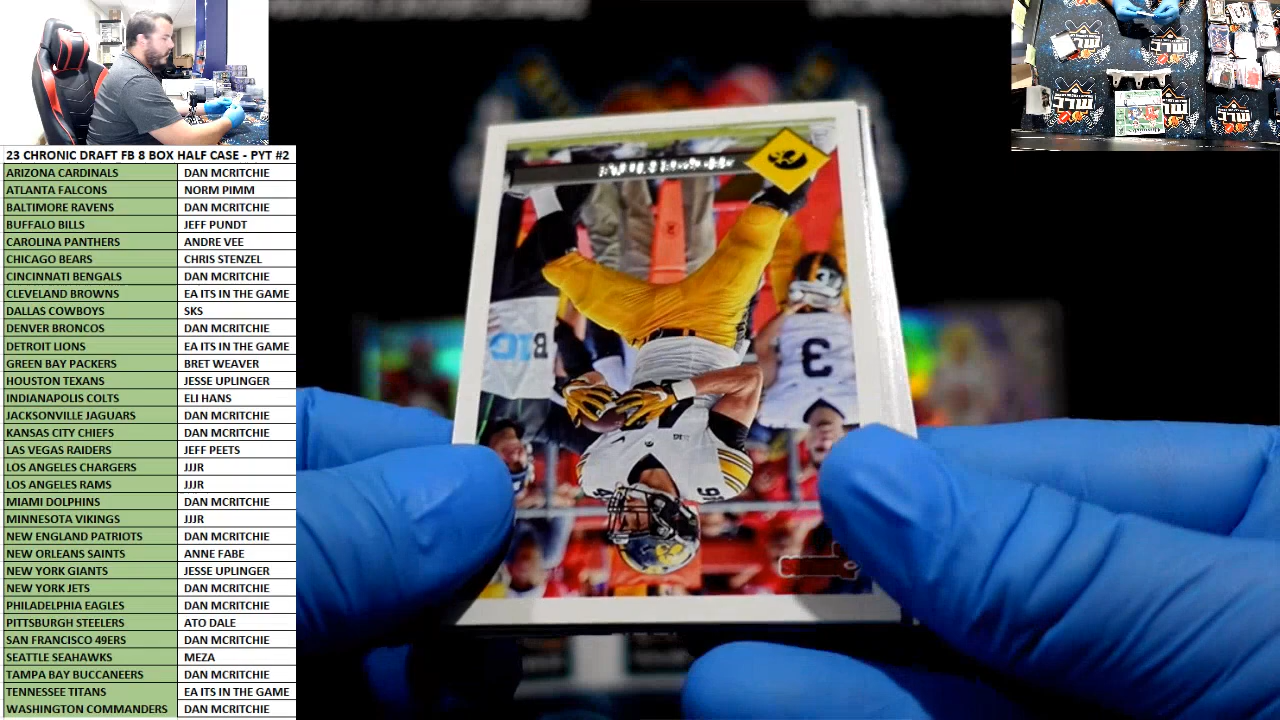 23 CHRONIC DRAFT FB 8 BOX HALF CASE - PYT #2
ARIZONA CARDINALS DAN MCRITCHIE
ATLANTA FALCONS NORM PIMM
BALTIMORE RAVENS DAN MCRITCHIE
BUFFALO BILLS JEFF PUNDT
CAROLINA PANTHERS ANDRE VEE
CHICAGO BEARS CHRIS STENZEL
CINCINNATI BENGALS DAN MCRITCHIE
CLEVELAND BROWNS EA ITS IN THE GAME
DALLAS COWBOYS SKS
DENVER BRONCOS DAN MCRITCHIE
DETROIT LIONS EA ITS IN THE GAME
GREEN BAY PACKERS BRET WEAVER
HOUSTON TEXANS JESSE UPLINGER
INDIANAPOLIS COLTS ELI HANS
JACKSONVILLE JAGUARS DAN MCRITCHIE
KANSAS CITY CHIEFS DAN MCRITCHIE
LAS VEGAS RAIDERS JEFF PEETS
LOS ANGELES CHARGERS JJJR
LOS ANGELES RAMS JJJR
MIAMI DOLPHINS DAN MCRITCHIE
MINNESOTA VIKINGS JJJR
NEW ENGLAND PATRIOTS DAN MCRITCHIE
NEW ORLEANS SAINTS ANNE FABE
NEW YORK GIANTS JESSE UPLINGER
NEW YORK JETS DAN MCRITCHIE
PHILADELPHIA EAGLES DAN MCRITCHIE
PITTSBURGH STEELERS ATO DALE
SAN FRANCISCO 49ERS DAN MCRITCHIE
SEATTLE SEAHAWKS MEZA
TAMPA BAY BUCCANEERS DAN MCRITCHIE
TENNESSEE TITANS EA ITS IN THE GAME
WASHINGTON COMMANDERS DAN MCRITCHIE
3